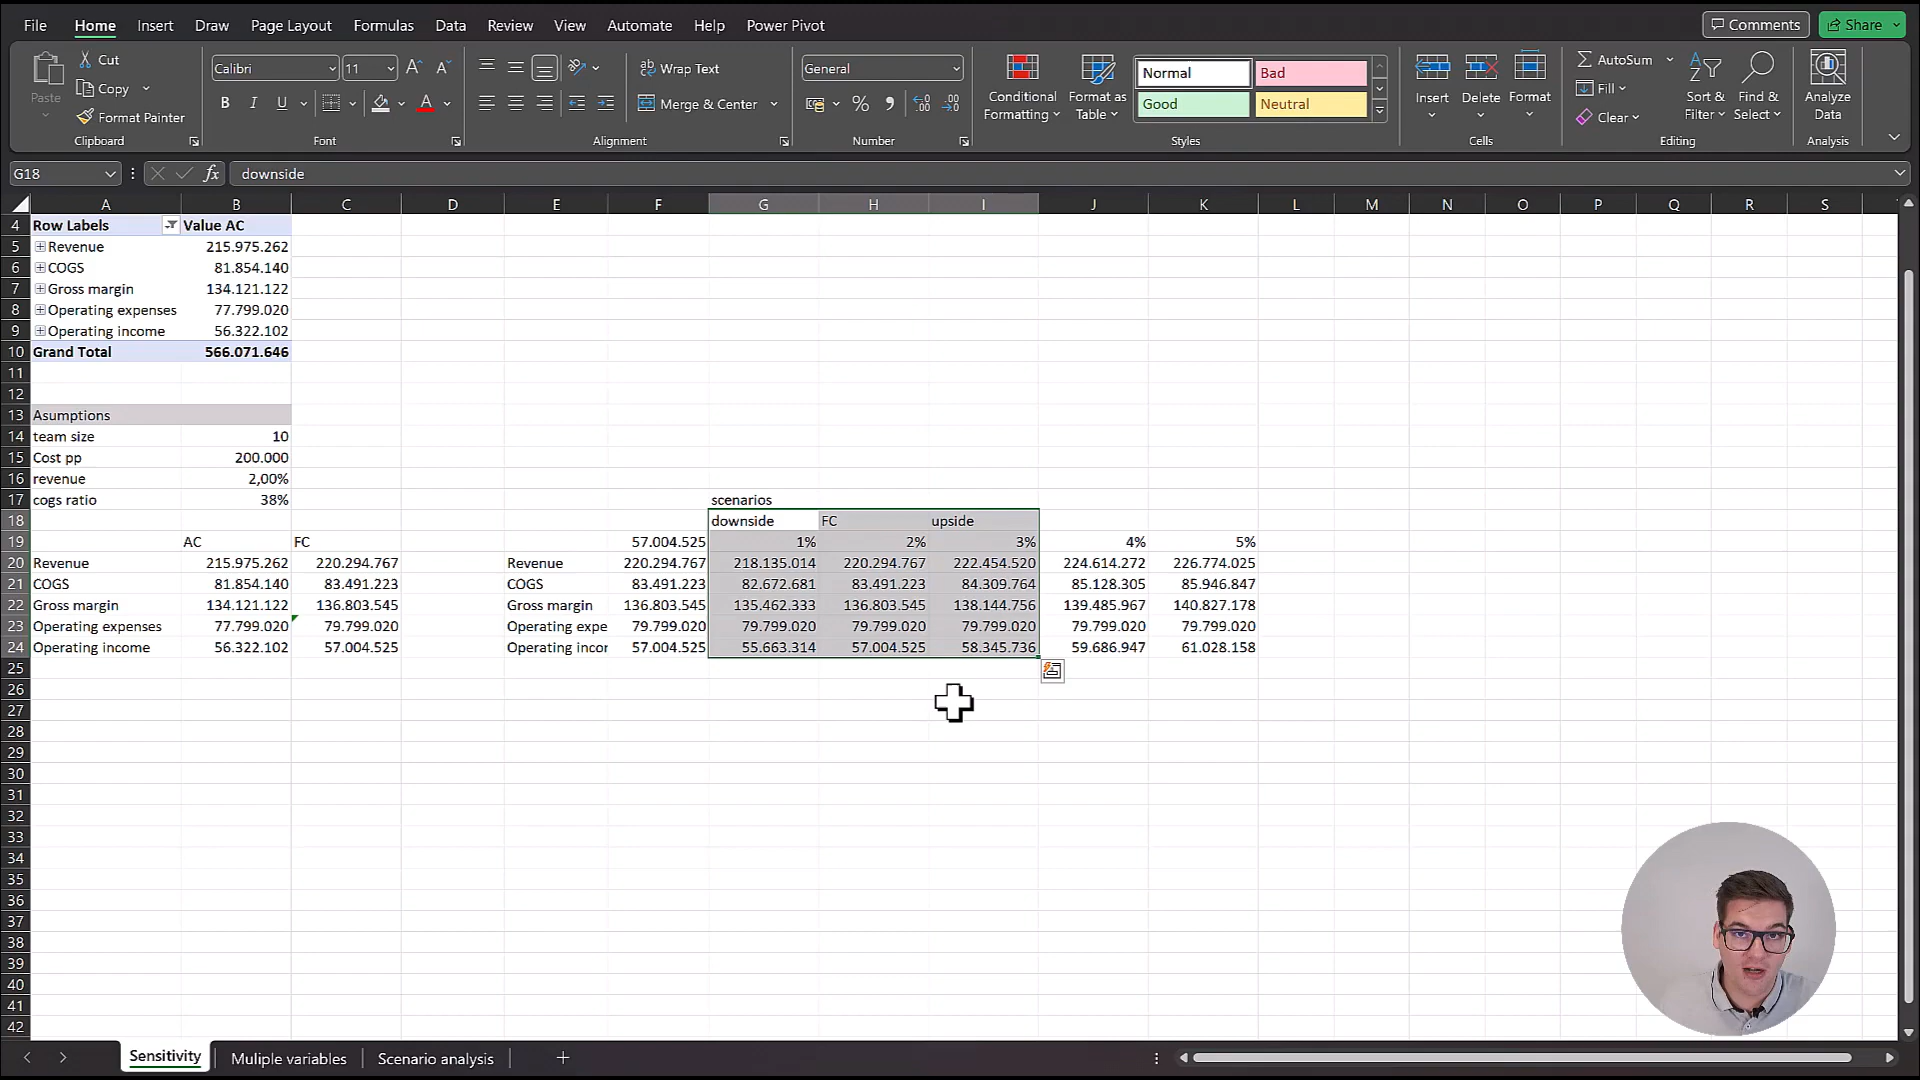 File Home Insert Draw Page Layout Formulas Data Review View Automate Help Power Pivot Comments Share
Cut Calibri 11 Wrap Text General Normal Bad AutoSum
Paste Copy Merge & Center Conditional Formatting Format as Table Good Neutral Insert Delete Format Fill Sort & Filter Find & Select Analyze Data
Format Painter B I U A % Clear
Clipboard Font Alignment Number Styles Cells Editing Analysis
G18 fx downside
A B C D E F G H I J K L M N O P Q R S
4 Row Labels Value AC
5 Revenue 215.975.262
6 COGS 81.854.140
7 Gross margin 134.121.122
8 Operating expenses 77.799.020
9 Operating income 56.322.102
10 Grand Total 566.071.646
11
12
13 Asumptions
14 team size 10
15 Cost pp 200.000
16 revenue 2,00%
17 cogs ratio 38% scenarios
18 downside FC upside
19 AC FC 57.004.525 1% 2% 3% 4% 5%
20 Revenue 215.975.262 220.294.767 Revenue 220.294.767 218.135.014 220.294.767 222.454.520 224.614.272 226.774.025
21 COGS 81.854.140 83.491.223 COGS 83.491.223 82.672.681 83.491.223 84.309.764 85.128.305 85.946.847
22 Gross margin 134.121.122 136.803.545 Gross margin 136.803.545 135.462.333 136.803.545 138.144.756 139.485.967 140.827.178
23 Operating expenses 77.799.020 79.799.020 Operating expe 79.799.020 79.799.020 79.799.020 79.799.020 79.799.020 79.799.020
24 Operating income 56.322.102 57.004.525 Operating incor 57.004.525 55.663.314 57.004.525 58.345.736 59.686.947 61.028.158
25
26
27
28
29
30
31
32
33
34
35
36
37
38
39
40
41
42
Sensitivity Muliple variables Scenario analysis